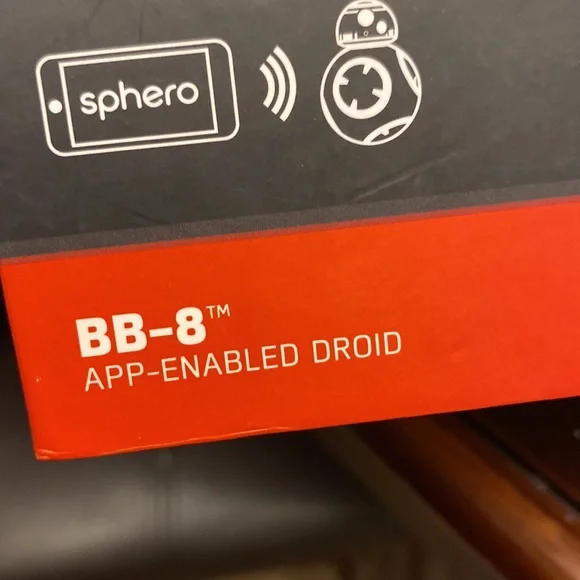 sphero
BB-8™
APP-ENABLED DROID